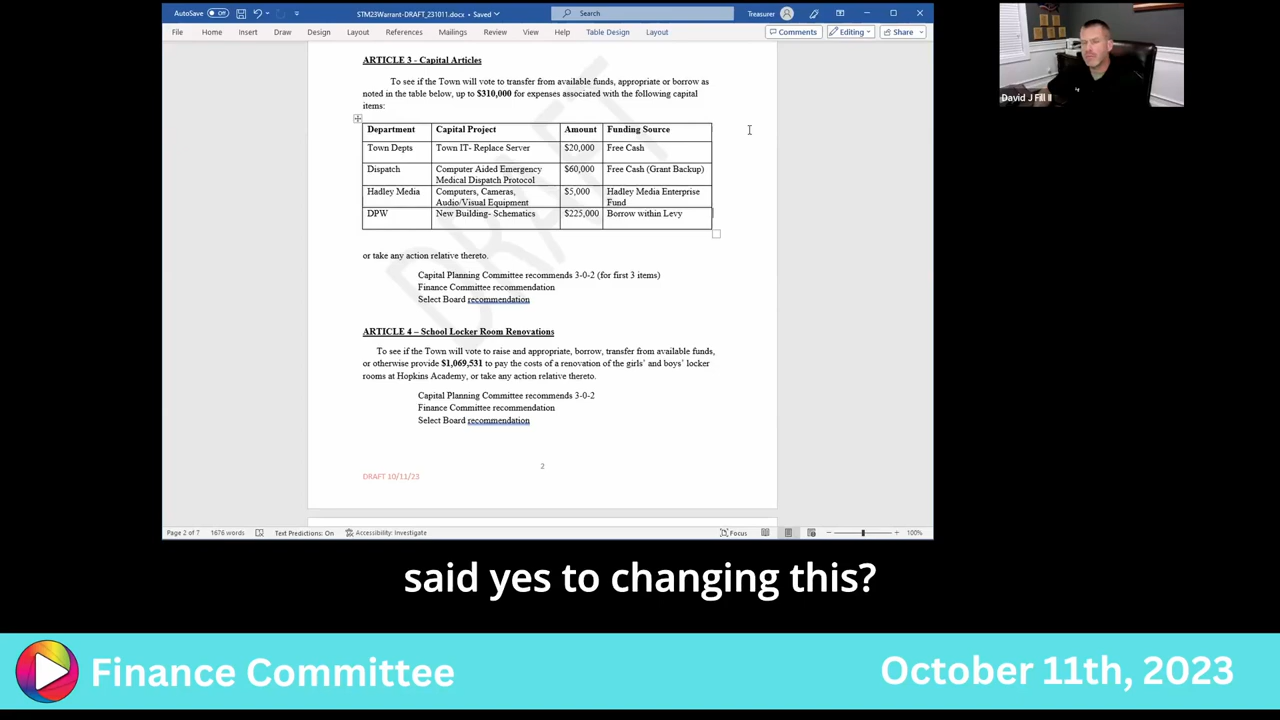 AutoSave Off STM23Warrant-DRAFT_231011.docx • Saved Search Treasurer
File Home Insert Draw Design Layout References Mailings Review View Help Table Design Layout Comments Editing Share
ARTICLE 3 - Capital Articles
To see if the Town will vote to transfer from available funds, appropriate or borrow as
noted in the table below, up to $310,000 for expenses associated with the following capital
items:
Department Capital Project Amount Funding Source
Town Depts Town IT- Replace Server $20,000 Free Cash
Dispatch Computer Aided Emergency $60,000 Free Cash (Grant Backup)
Medical Dispatch Protocol
Hadley Media Computers, Cameras, $5,000 Hadley Media Enterprise
Audio/Visual Equipment Fund
DPW New Building- Schematics $225,000 Borrow within Levy
or take any action relative thereto.
Capital Planning Committee recommends 3-0-2 (for first 3 items)
Finance Committee recommendation
Select Board recommendation
ARTICLE 4 – School Locker Room Renovations
To see if the Town will vote to raise and appropriate, borrow, transfer from available funds,
or otherwise provide $1,069,531 to pay the costs of a renovation of the girls’ and boys’ locker
rooms at Hopkins Academy, or take any action relative thereto.
Capital Planning Committee recommends 3-0-2
Finance Committee recommendation
Select Board recommendation
2
DRAFT 10/11/23
DRAFT
Page 2 of 7 1676 words Text Predictions: On Accessibility: Investigate Focus 100%
David J Fill II
said yes to changing this?
Finance Committee
October 11th, 2023